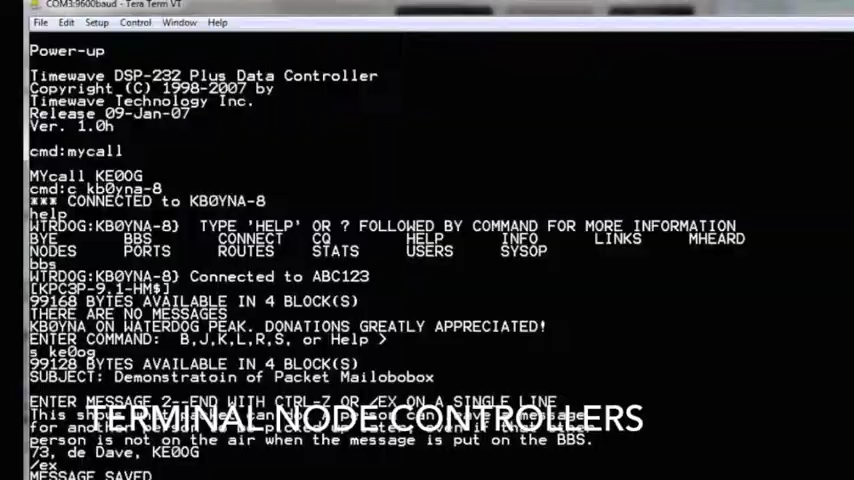 COM3:9600baud - Tera Term VT
File Edit Setup Control Window Help
Power-up
Timewave DSP-232 Plus Data Controller
Copyright (C) 1998-2007 by
Timewave Technology Inc.
Release 09-Jan-07
Ver. 1.0h
cmd:mycall
MYcall KE0OG
cmd:c kb0yna-8
*** CONNECTED to KB0YNA-8
help
WTRDOG:KB0YNA-8} TYPE 'HELP' OR ? FOLLOWED BY COMMAND FOR MORE INFORMATION
BYE BBS CONNECT CQ HELP INFO LINKS MHEARD
NODES PORTS ROUTES STATS USERS SYSOP
bbs
WTRDOG:KB0YNA-8} Connected to ABC123
[KPC3P-9.1-HM$]
99168 BYTES AVAILABLE IN 4 BLOCK(S)
THERE ARE NO MESSAGES
KB0YNA ON WATERDOG PEAK. DONATIONS GREATLY APPRECIATED!
ENTER COMMAND: B,J,K,L,R,S, or Help >
s ke0og
99128 BYTES AVAILABLE IN 4 BLOCK(S)
SUBJECT: Demonstratoin of Packet Mailobobox
ENTER MESSAGE 2--END WITH CTRL-Z OR /EX ON A SINGLE LINE
This message
TERMINAL NODE CONTROLLERS
for
person is not on the air when the message is put on the BBS.
73, de Dave, KE0OG
/ex
MESSAGE SAVED